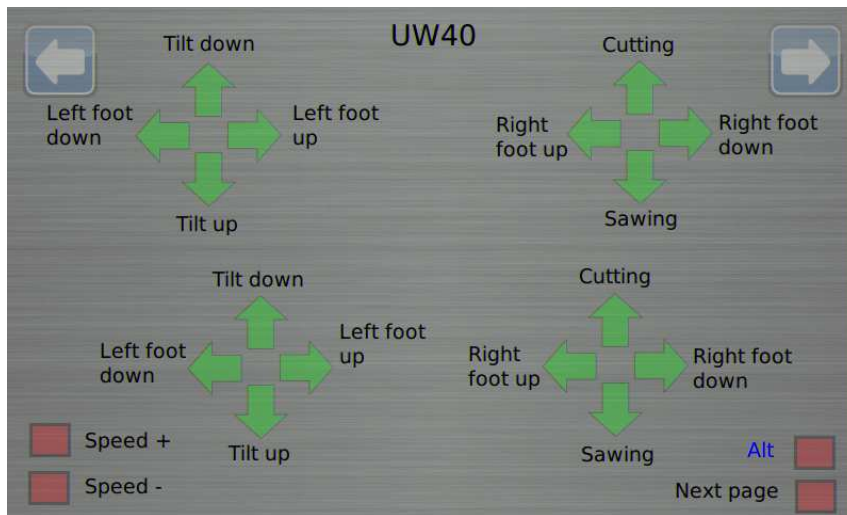 UW40
Tilt down
Left foot
down
Left foot
up
Tilt up
Cutting
Right
foot up
Right foot
down
Sawing
Tilt down
Left foot
down
Left foot
up
Tilt up
Cutting
Right
foot up
Right foot
down
Sawing
Speed +
Speed -
Alt
Next page